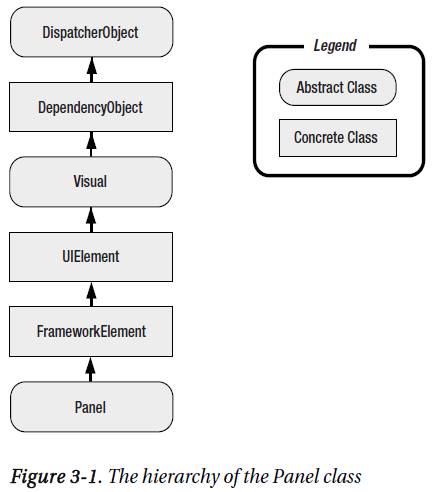 DispatcherObject
DependencyObject
Visual
UIElement
FrameworkElement
Panel
Legend
Abstract Class
Concrete Class
Figure 3-1. The hierarchy of the Panel class